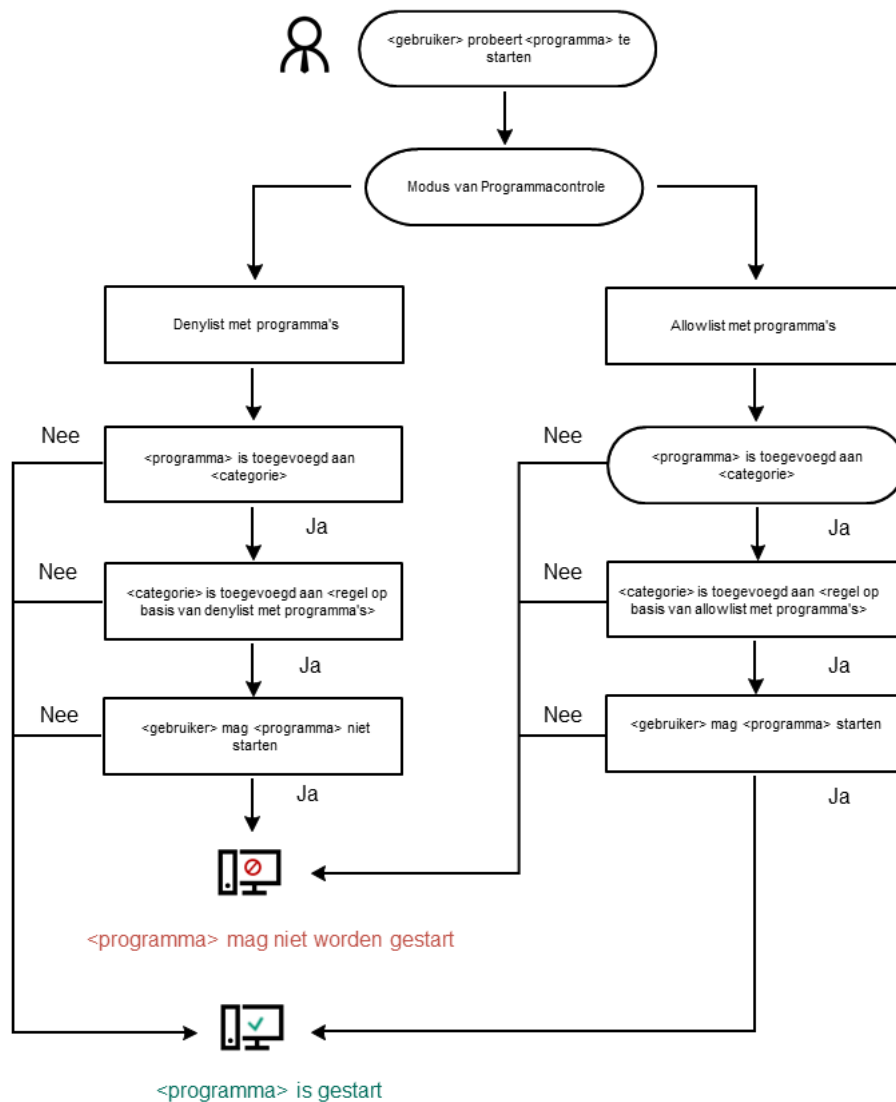 <gebruiker> probeert <programma> te
starten
Modus van Programmacontrole
Denylist met programma's
Allowlist met programma's
Nee
<programma> is toegevoegd aan
<categorie>
Ja
Nee
<categorie> is toegevoegd aan <regel op
basis van denylist met programma's>
Ja
Nee
<gebruiker> mag <programma> niet
starten
Ja
Nee
<programma> is toegevoegd aan
<categorie>
Ja
Nee
<categorie> is toegevoegd aan <regel op
basis van allowlist met programma's>
Ja
Nee
<gebruiker> mag <programma> starten
Ja
<programma> mag niet worden gestart
<programma> is gestart